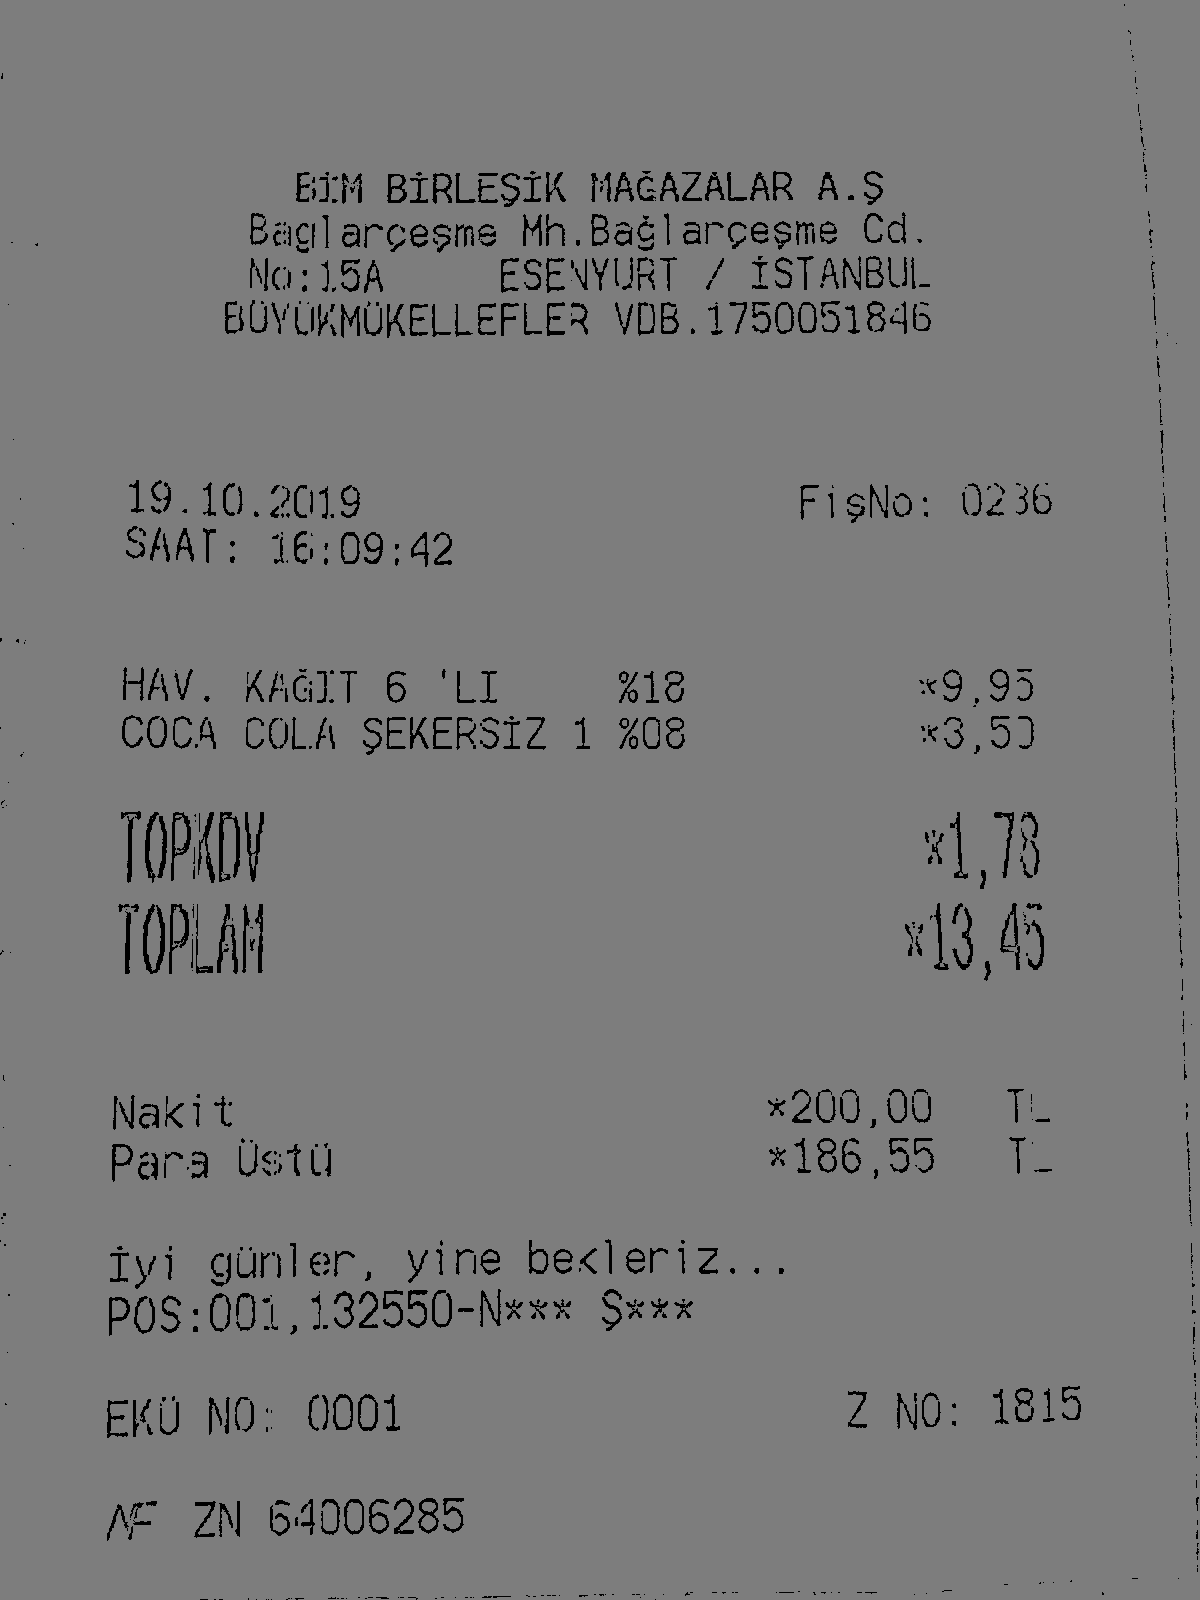 BİM BİRLEŞİK MAĞAZALAR A.Ş
Bağlarçeşme Mh.Bağlarçeşme Cd.
No:15A ESENYURT / İSTANBUL
BÜYÜKMÜKELLEFLER VDB.1750051846
19.10.2019 FişNo: 0236
SAAT: 16:09:42
HAV. KAĞIT 6 'LI %18 *9,95
COCA COLA ŞEKERSİZ 1 %08 *3,50
TOPKDV *1,78
TOPLAM *13,45
Nakit *200,00 TL
Para Üstü *186,55 TL
İyi günler, yine bekleriz...
POS:001,132550-N*** Ş***
EKÜ NO: 0001 Z NO: 1815
ZN 64006285